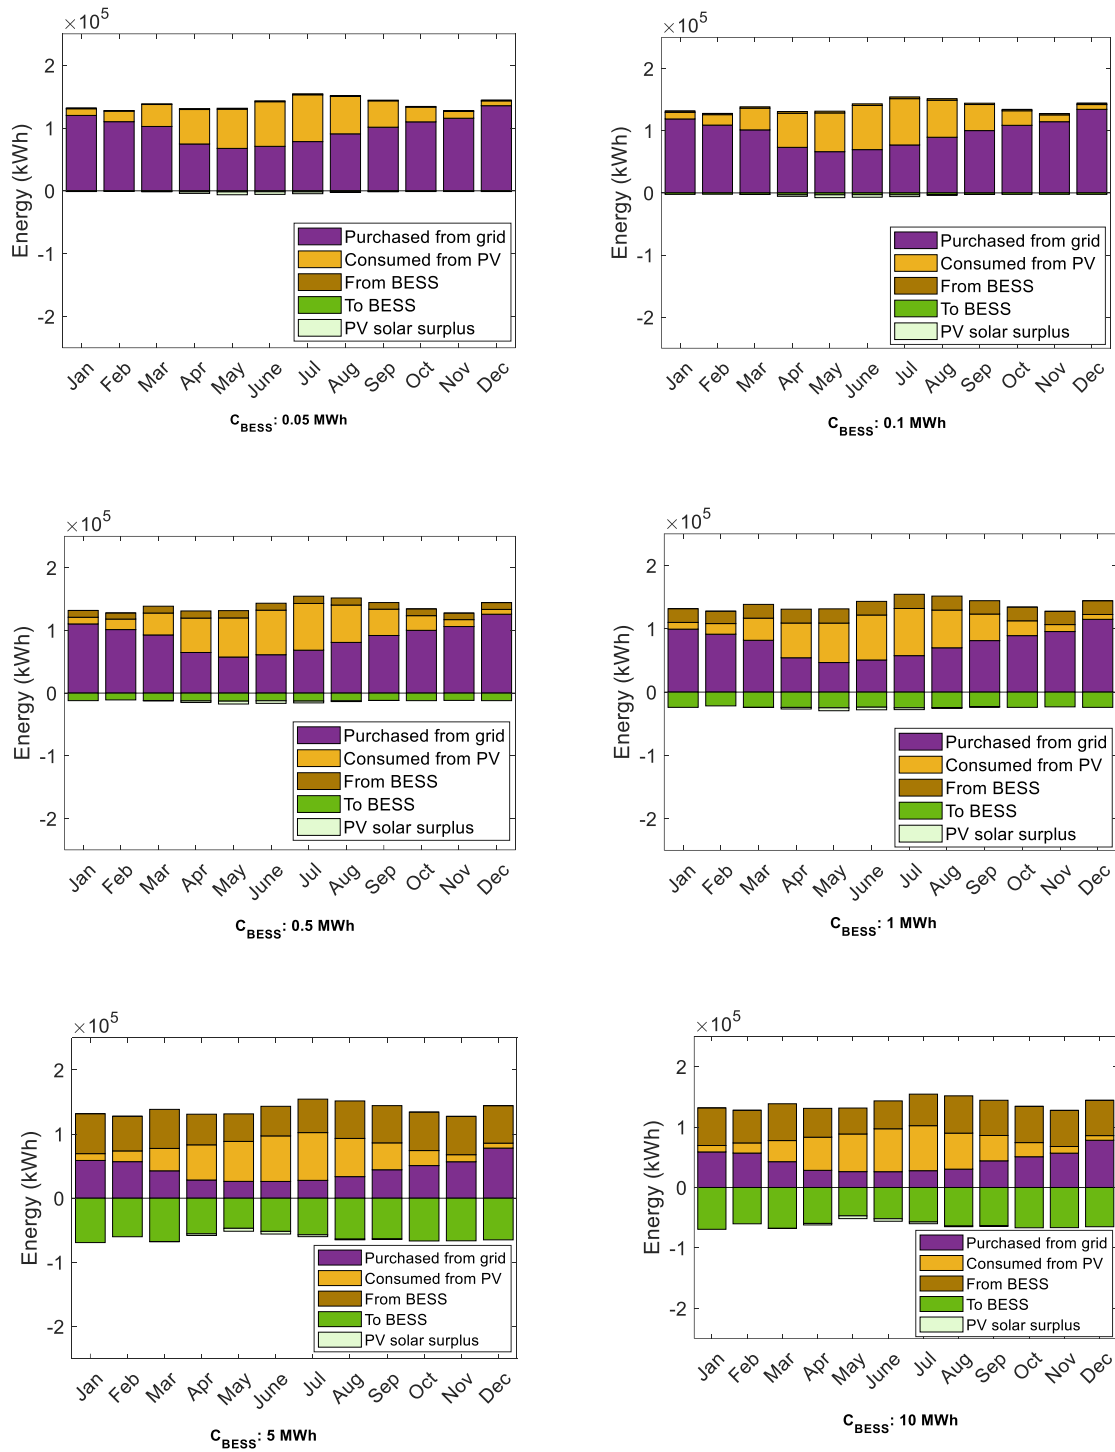 ×10^5
2
1
0
-1
-2
Energy (kWh)
Purchased from grid
Consumed from PV
From BESS
To BESS
PV solar surplus
Jan Feb Mar Apr May June Jul Aug Sep Oct Nov Dec
C_BESS: 0.05 MWh
×10^5
2
1
0
-1
-2
Energy (kWh)
Purchased from grid
Consumed from PV
From BESS
To BESS
PV solar surplus
Jan Feb Mar Apr May June Jul Aug Sep Oct Nov Dec
C_BESS: 0.1 MWh
×10^5
2
1
0
-1
-2
Energy (kWh)
Purchased from grid
Consumed from PV
From BESS
To BESS
PV solar surplus
Jan Feb Mar Apr May June Jul Aug Sep Oct Nov Dec
C_BESS: 0.5 MWh
×10^5
2
1
0
-1
-2
Energy (kWh)
Purchased from grid
Consumed from PV
From BESS
To BESS
PV solar surplus
Jan Feb Mar Apr May June Jul Aug Sep Oct Nov Dec
C_BESS: 1 MWh
×10^5
2
1
0
-1
-2
Energy (kWh)
Purchased from grid
Consumed from PV
From BESS
To BESS
PV solar surplus
Jan Feb Mar Apr May June Jul Aug Sep Oct Nov Dec
C_BESS: 5 MWh
×10^5
2
1
0
-1
-2
Energy (kWh)
Purchased from grid
Consumed from PV
From BESS
To BESS
PV solar surplus
Jan Feb Mar Apr May June Jul Aug Sep Oct Nov Dec
C_BESS: 10 MWh